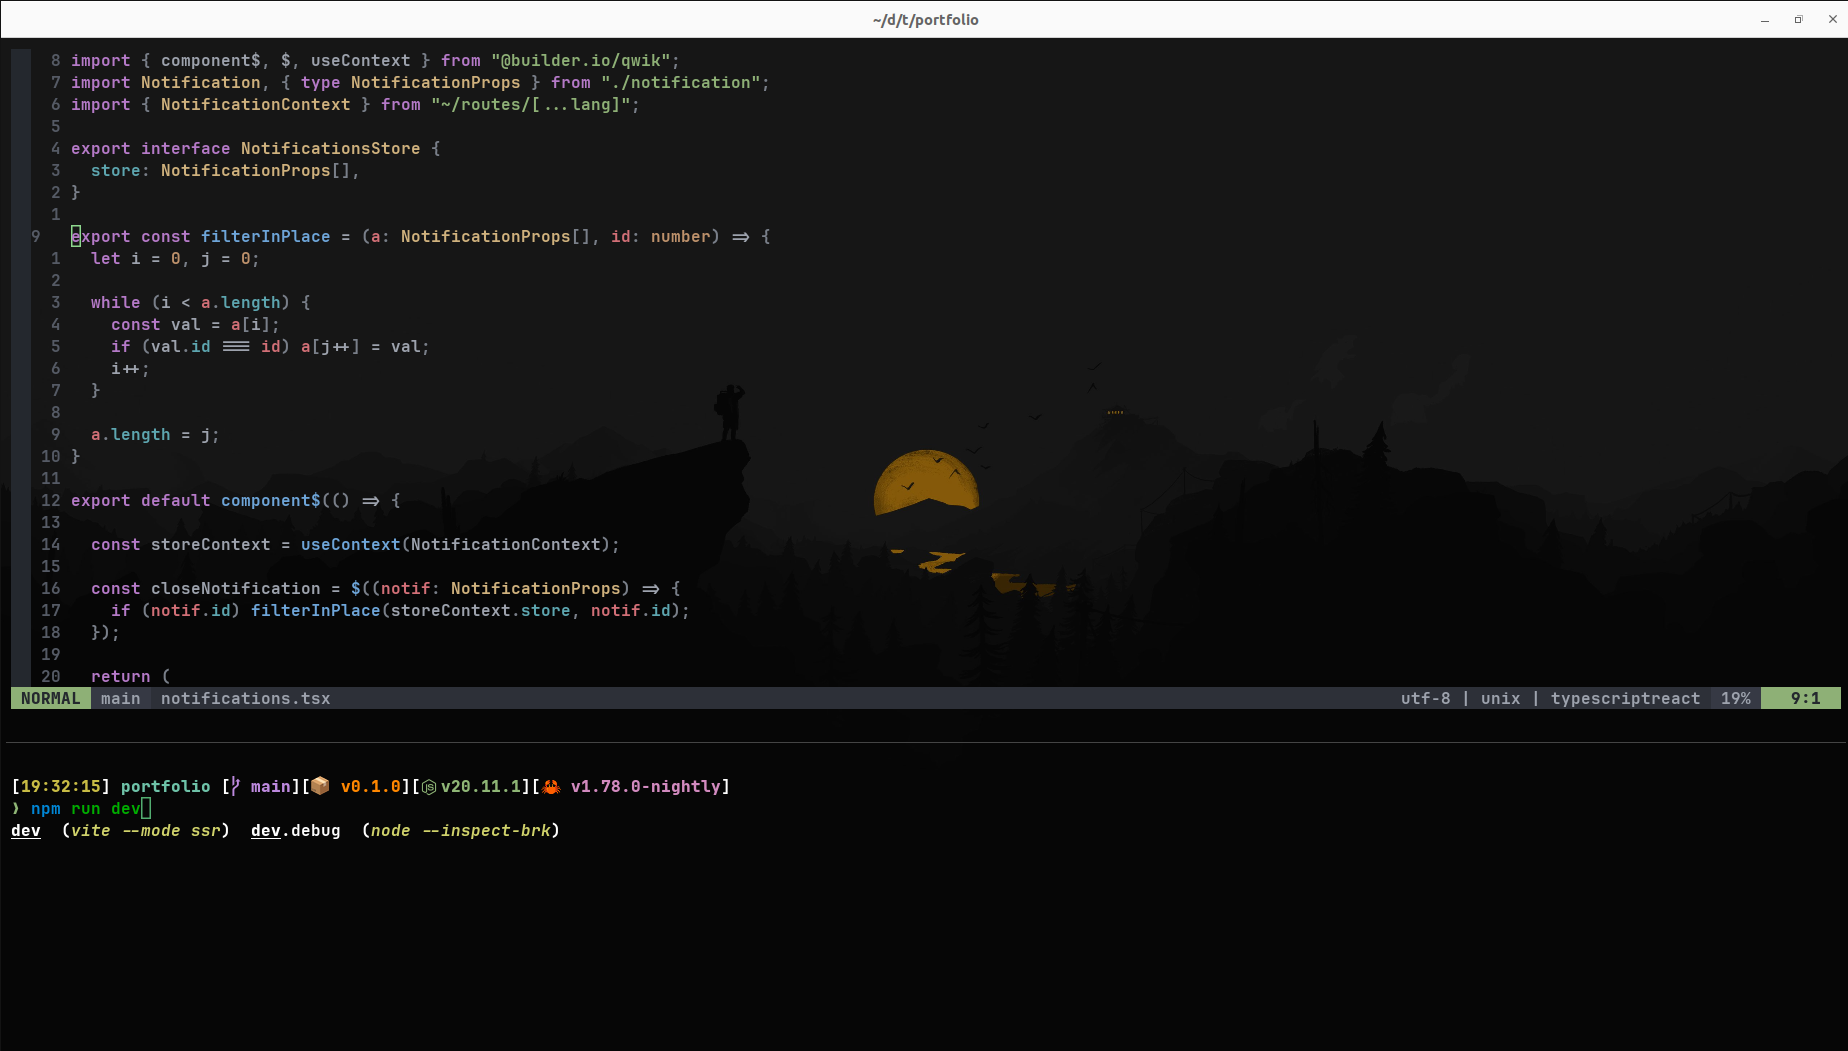 ~/d/t/portfolio
8 import { component$, $, useContext } from "@builder.io/qwik";
7 import Notification, { type NotificationProps } from "./notification";
6 import { NotificationContext } from "~/routes/[...lang]";
5
4 export interface NotificationsStore {
3   store: NotificationProps[],
2 }
1
9 export const filterInPlace = (a: NotificationProps[], id: number) => {
1   let i = 0, j = 0;
2
3   while (i < a.length) {
4     const val = a[i];
5     if (val.id === id) a[j++] = val;
6     i++;
7   }
8
9   a.length = j;
10 }
11
12 export default component$(() => {
13
14   const storeContext = useContext(NotificationContext);
15
16   const closeNotification = $((notif: NotificationProps) => {
17     if (notif.id) filterInPlace(storeContext.store, notif.id);
18   });
19
20   return (
NORMAL main notifications.tsx utf-8 | unix | typescriptreact 19% 9:1
[19:32:15] portfolio [ main][📦 v0.1.0][v20.11.1][🦀 v1.78.0-nightly]
❯ npm run dev
dev (vite --mode ssr) dev.debug (node --inspect-brk)